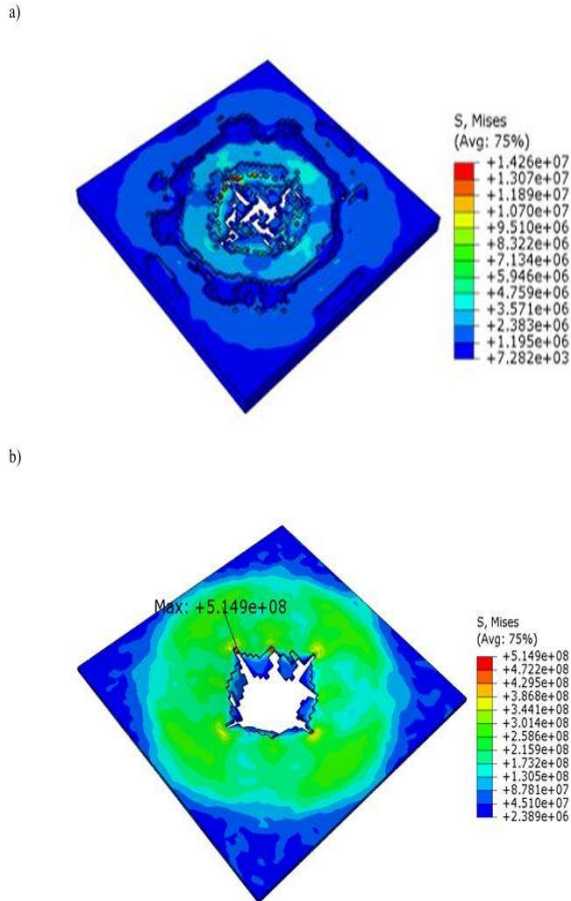 a)
S, Mises
(Avg: 75%)
+1.426e+07
+1.307e+07
+1.189e+07
+1.070e+07
+9.510e+06
+8.322e+06
+7.134e+06
+5.946e+06
+4.759e+06
+3.571e+06
+2.383e+06
+1.195e+06
+7.282e+03
b)
Max: +5.149e+08
S, Mises
(Avg: 75%)
+5.149e+08
+4.722e+08
+4.295e+08
+3.868e+08
+3.441e+08
+3.014e+08
+2.586e+08
+2.159e+08
+1.732e+08
+1.305e+08
+8.781e+07
+4.510e+07
+2.389e+06